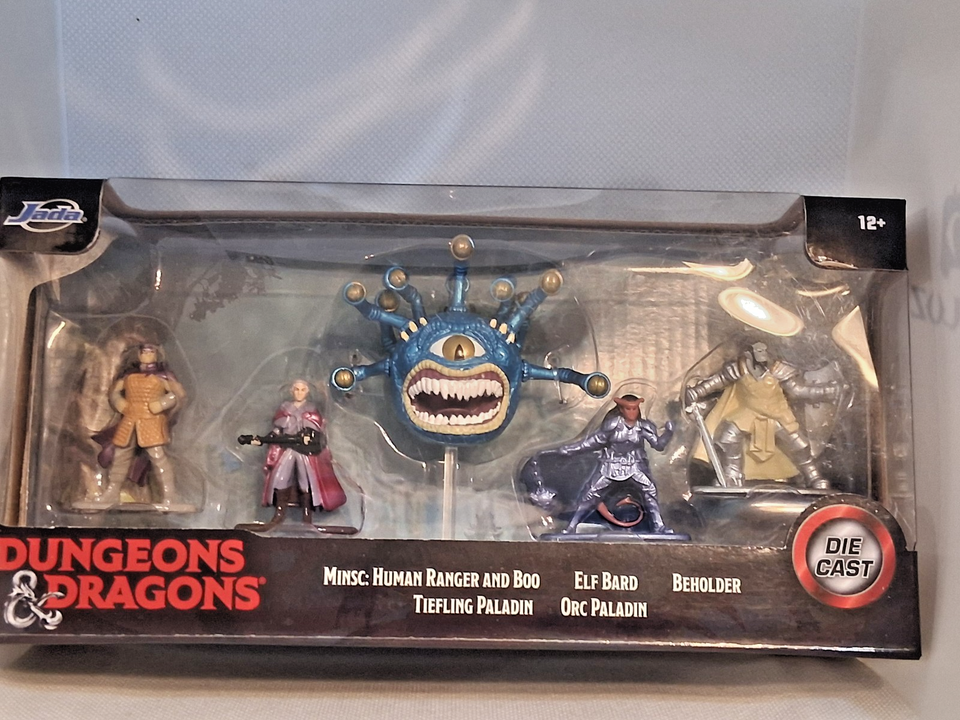 Jada
12+
DUNGEONS
& DRAGONS
MINSC: HUMAN RANGER AND BOO ELF BARD BEHOLDER
TIEFLING PALADIN ORC PALADIN
DIE
CAST